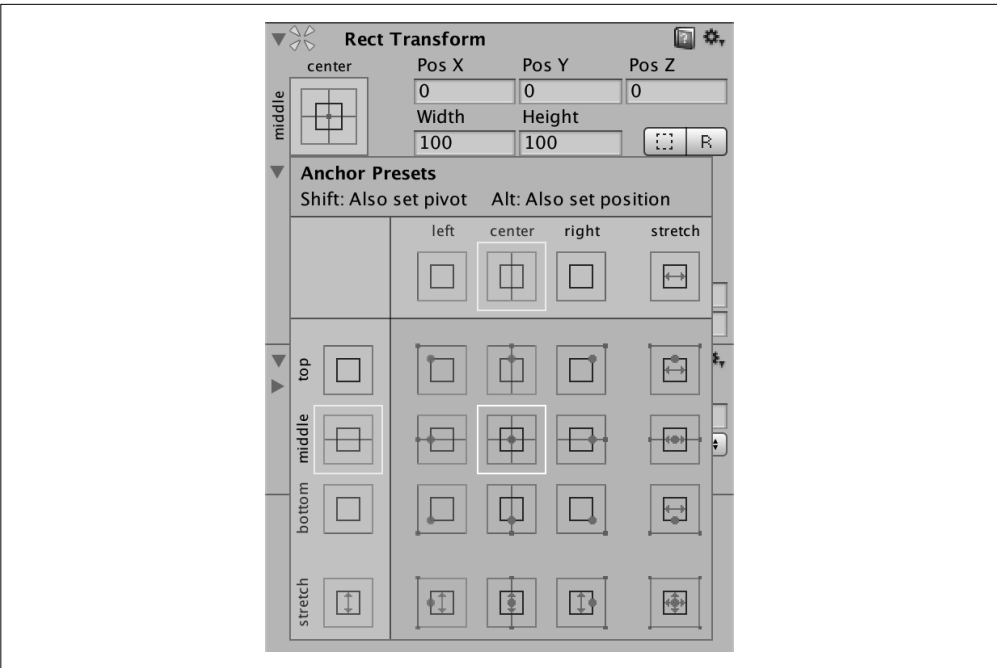 Rect Transform
center
Pos X Pos Y Pos Z
middle
0 0 0
Width Height
100 100
R
Anchor Presets
Shift: Also set pivot Alt: Also set position
left center right stretch
top
middle
bottom
stretch